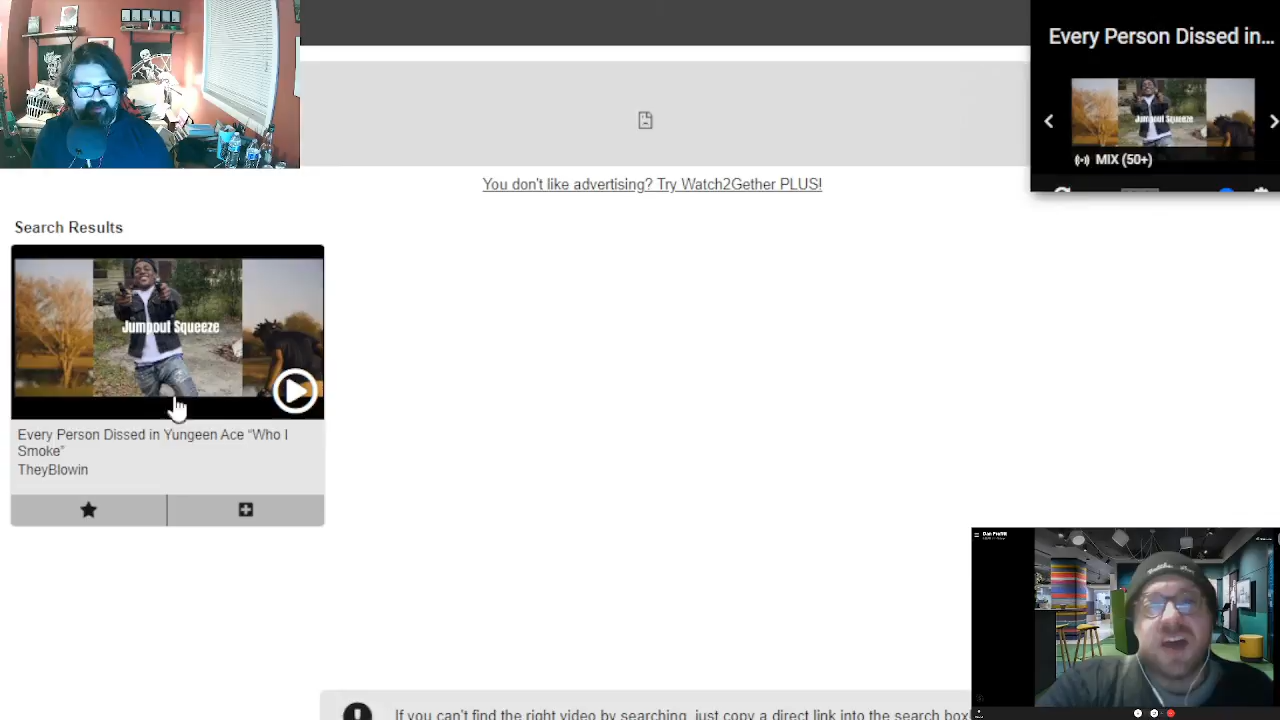 Every Person Dissed in...
Jumpout Squeeze
MIX (50+)
You don't like advertising? Try Watch2Gether PLUS!
Search Results
Jumpout Squeeze
Every Person Dissed in Yungeen Ace “Who I
Smoke”
TheyBlowin
If you can't find the right video by searching, just copy a direct link into the search box